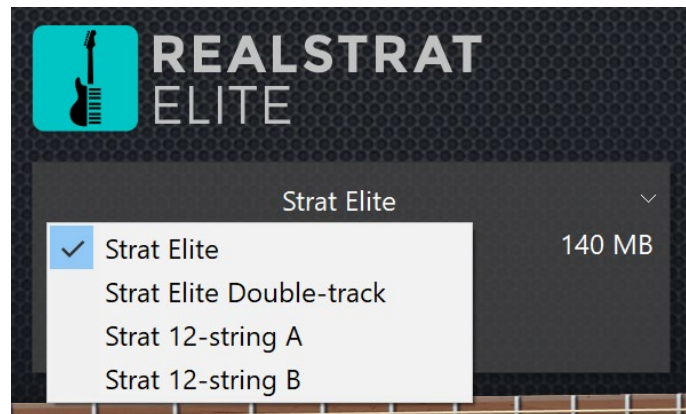 REALSTRAT
ELITE
Strat Elite
Strat Elite
140 MB
Strat Elite Double-track
Strat 12-string A
Strat 12-string B